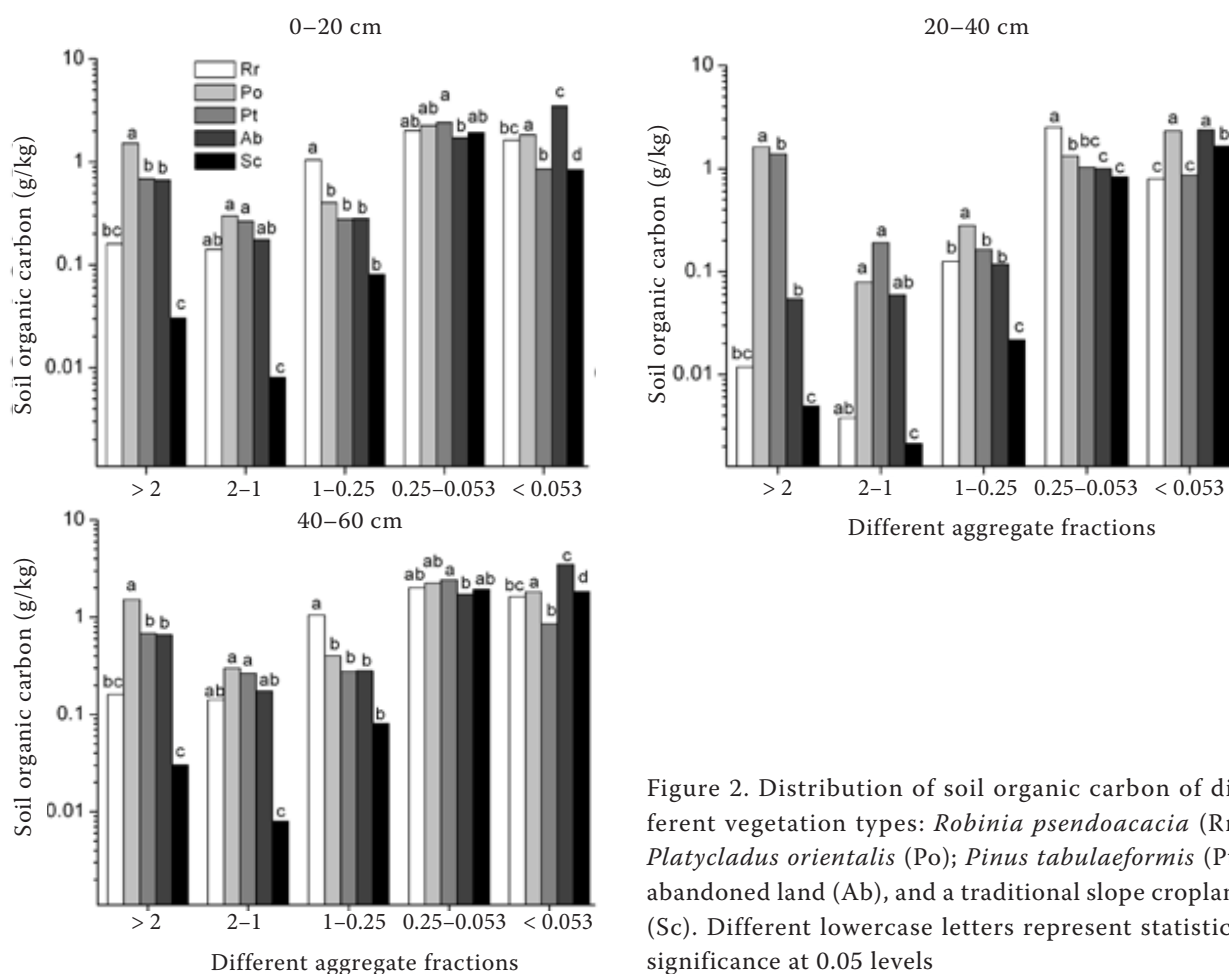 0–20 cm
10
1
0.1
0.01
Soil organic carbon (g/kg)
Rr
Po
Pt
Ab
Sc
bc a b b c
ab a a ab c
a b b b b
ab ab a b ab
bc a b c d
> 2 2–1 1–0.25 0.25–0.053 < 0.053
20–40 cm
10
1
0.1
0.01
Soil organic carbon (g/kg)
bc a b b c
ab a a ab c
b a b b c
a b bc c c
b a b a b
> 2 2–1 1–0.25 0.25–0.053 < 0.053
Different aggregate fractions
40–60 cm
10
1
0.1
0.01
Soil organic carbon (g/kg)
bc a b b c
ab a a ab c
a b b b b
ab ab a b ab
bc a b c d
> 2 2–1 1–0.25 0.25–0.053 < 0.053
Different aggregate fractions
Figure 2. Distribution of soil organic carbon of di
ferent vegetation types: Robinia psendoacacia (Rr
Platycladus orientalis (Po); Pinus tabulaeformis (P
abandoned land (Ab), and a traditional slope croplan
(Sc). Different lowercase letters represent statistic
significance at 0.05 levels